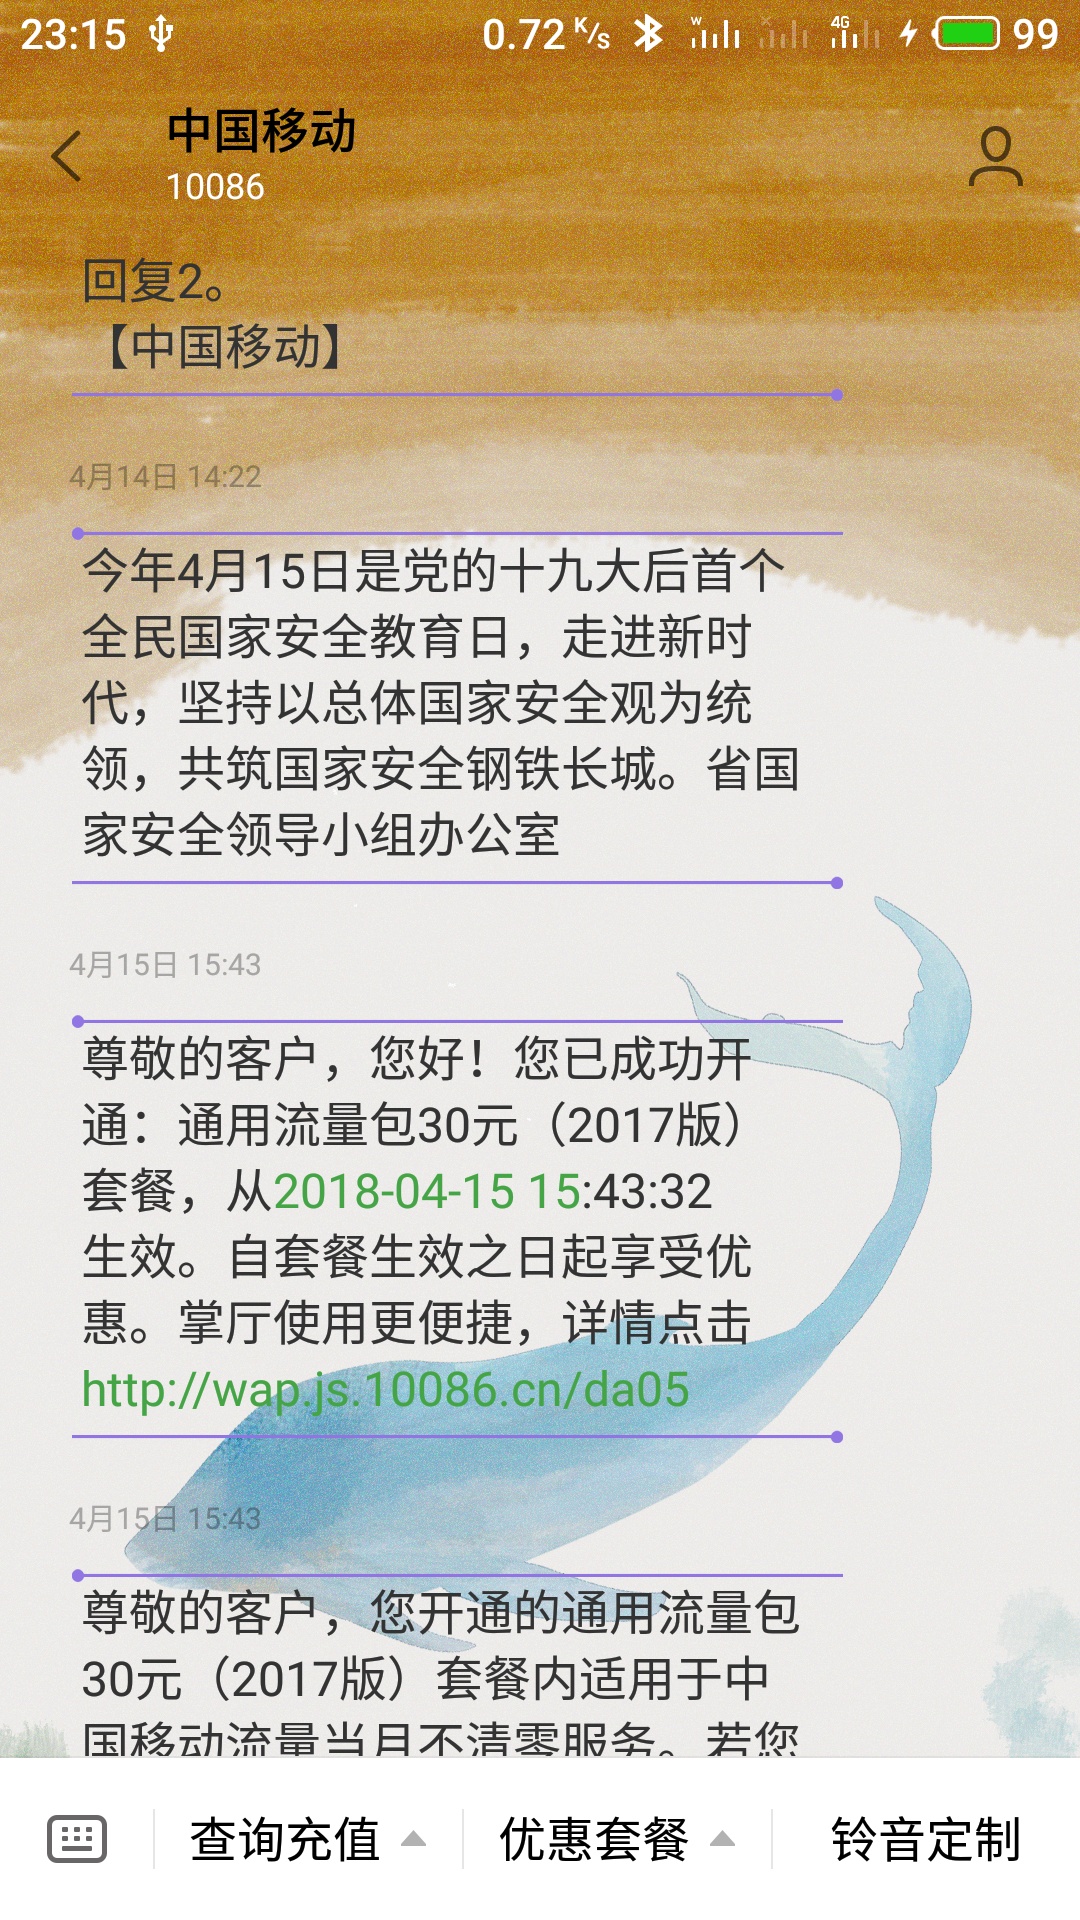 23:15 0.72 K/s W 4G 99
中国移动
10086
回复2。
【中国移动】
4月14日 14:22
今年4月15日是党的十九大后首个
全民国家安全教育日，走进新时
代，坚持以总体国家安全观为统
领，共筑国家安全钢铁长城。省国
家安全领导小组办公室
4月15日 15:43
尊敬的客户，您好！您已成功开
通：通用流量包30元（2017版）
套餐，从2018-04-15 15:43:32
生效。自套餐生效之日起享受优
惠。掌厅使用更便捷，详情点击
http://wap.js.10086.cn/da05
4月15日 15:43
尊敬的客户，您开通的通用流量包
30元（2017版）套餐内适用于中
国移动流量当月不清零服务。若您
查询充值 优惠套餐 铃音定制